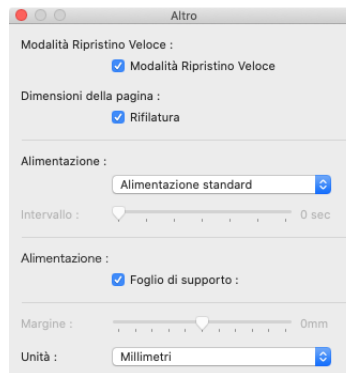 Altro
Modalità Ripristino Veloce :
Modalità Ripristino Veloce
Dimensioni della pagina :
Rifilatura
Alimentazione :
Alimentazione standard
Intervallo : 0 sec
Alimentazione :
Foglio di supporto :
Margine : 0mm
Unità : Millimetri